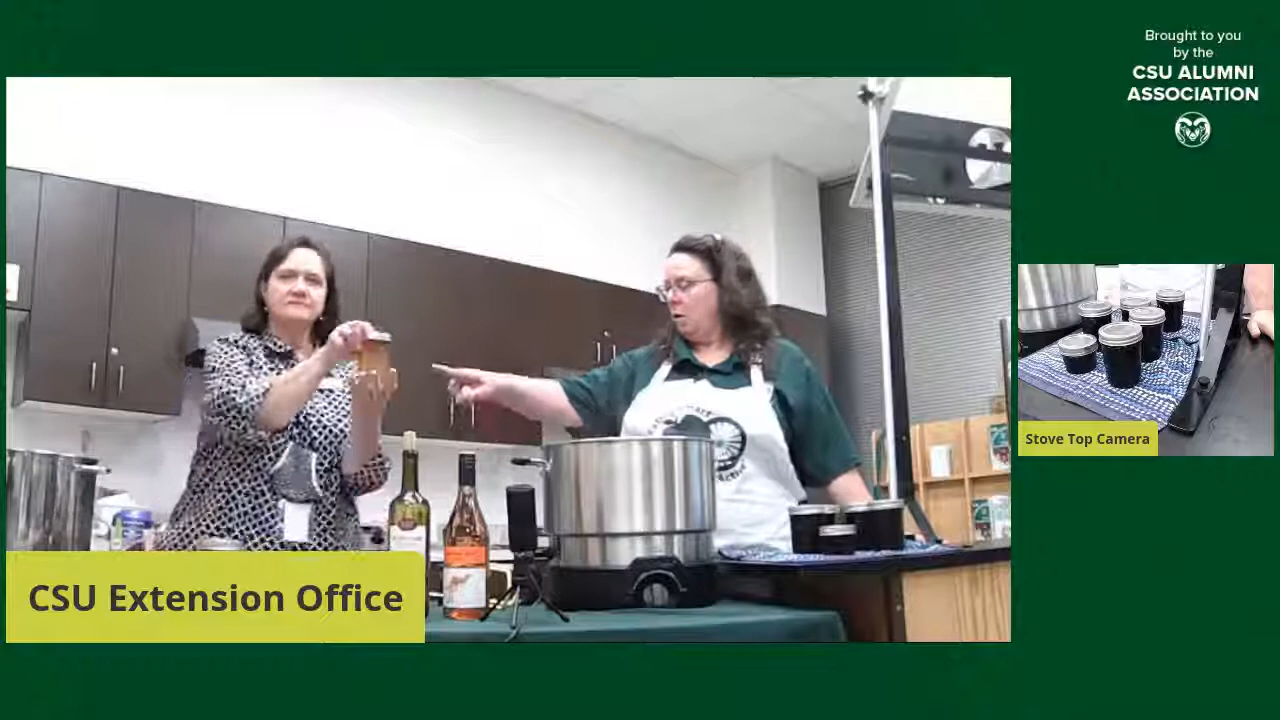 Brought to you
by the
CSU ALUMNI
ASSOCIATION
Stove Top Camera
CSU Extension Office